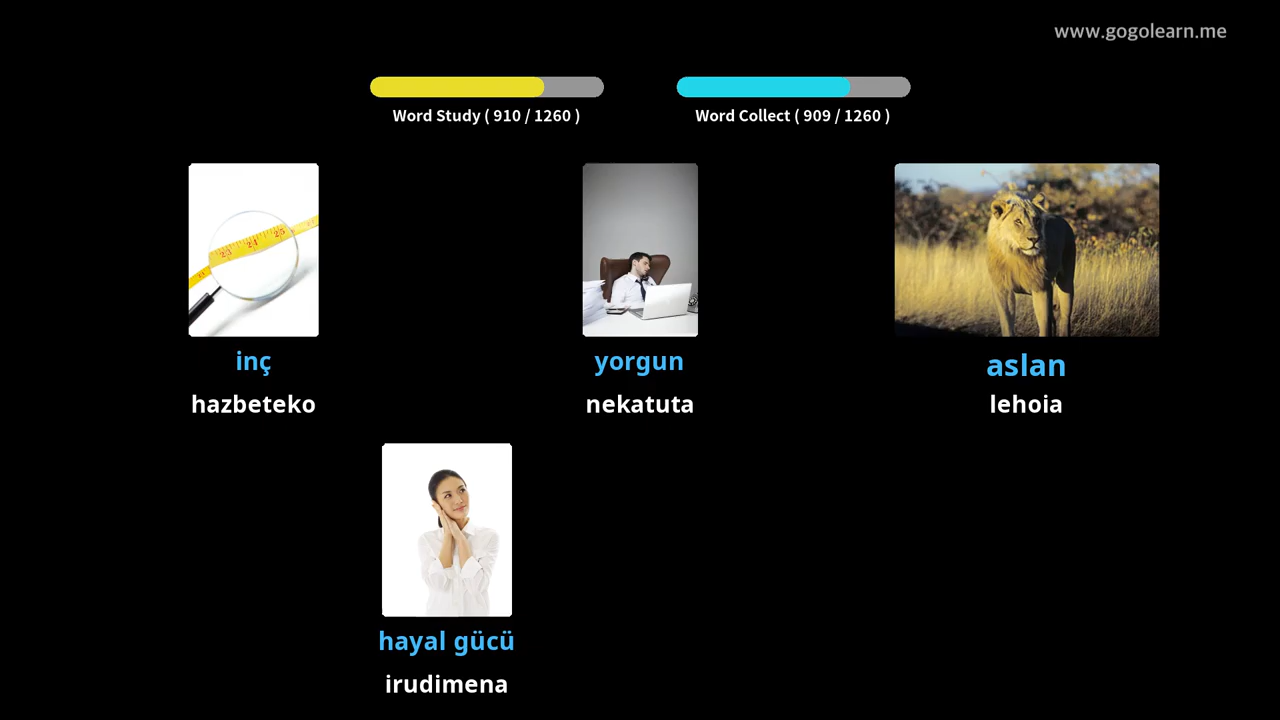 www.gogolearn.me
Word Study ( 910 / 1260 )
Word Collect ( 909 / 1260 )
inç
hazbeteko
yorgun
nekatuta
aslan
lehoia
hayal gücü
irudimena